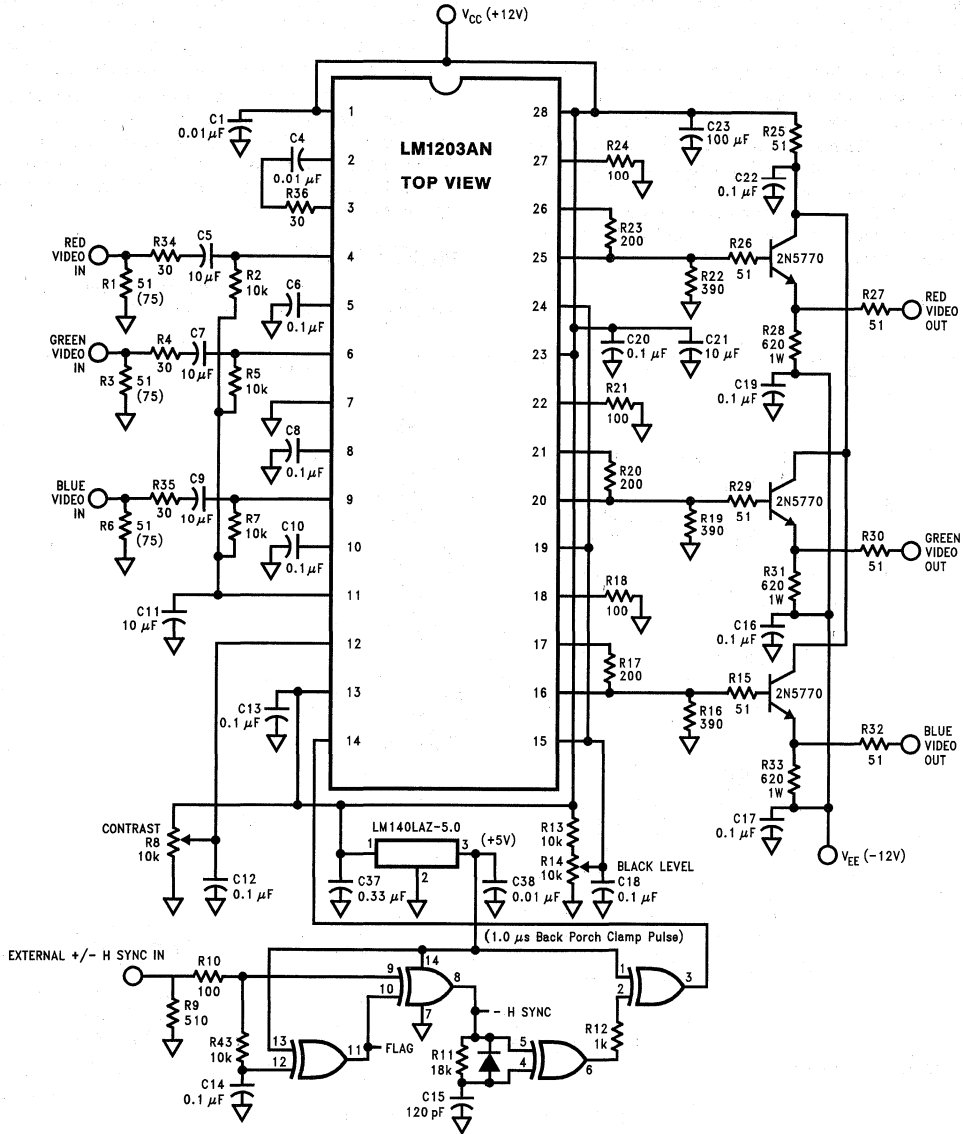 V_CC (+12V)
C1
0.01 μF
C4
0.01 μF
R36
30
LM1203AN
TOP VIEW
1
2
3
4
5
6
7
8
9
10
11
12
13
14
28
27
26
25
24
23
22
21
20
19
18
17
16
15
RED
VIDEO
IN
R1
51
(75)
R34
30
C5
10 μF
R2
10k
C6
0.1 μF
GREEN
VIDEO
IN
R3
51
(75)
R4
30
C7
10 μF
R5
10k
C8
0.1 μF
BLUE
VIDEO
IN
R6
51
(75)
R35
30
C9
10 μF
R7
10k
C10
0.1 μF
C11
10 μF
C13
0.1 μF
R24
100
C23
100 μF
R25
51
C22
0.1 μF
R23
200
R22
390
R26
51
2N5770
R27
51
RED
VIDEO
OUT
C20
0.1 μF
C21
10 μF
R28
620
1W
C19
0.1 μF
R21
100
R20
200
R19
390
R29
51
2N5770
R30
51
GREEN
VIDEO
OUT
R31
620
1W
C16
0.1 μF
R18
100
R17
200
R16
390
R15
51
2N5770
R32
51
BLUE
VIDEO
OUT
R33
620
1W
C17
0.1 μF
V_EE (-12V)
CONTRAST
R8
10k
C12
0.1 μF
LM140LAZ-5.0
1
2
3
(+5V)
C37
0.33 μF
C38
0.01 μF
R13
10k
R14
10k
BLACK LEVEL
C18
0.1 μF
(1.0 μs Back Porch Clamp Pulse)
EXTERNAL +/- H SYNC IN
R10
100
R9
510
R43
10k
C14
0.1 μF
13
12
11
FLAG
9
10
14
7
8
- H SYNC
R11
18k
C15
120 pF
5
4
6
R12
1k
1
2
3